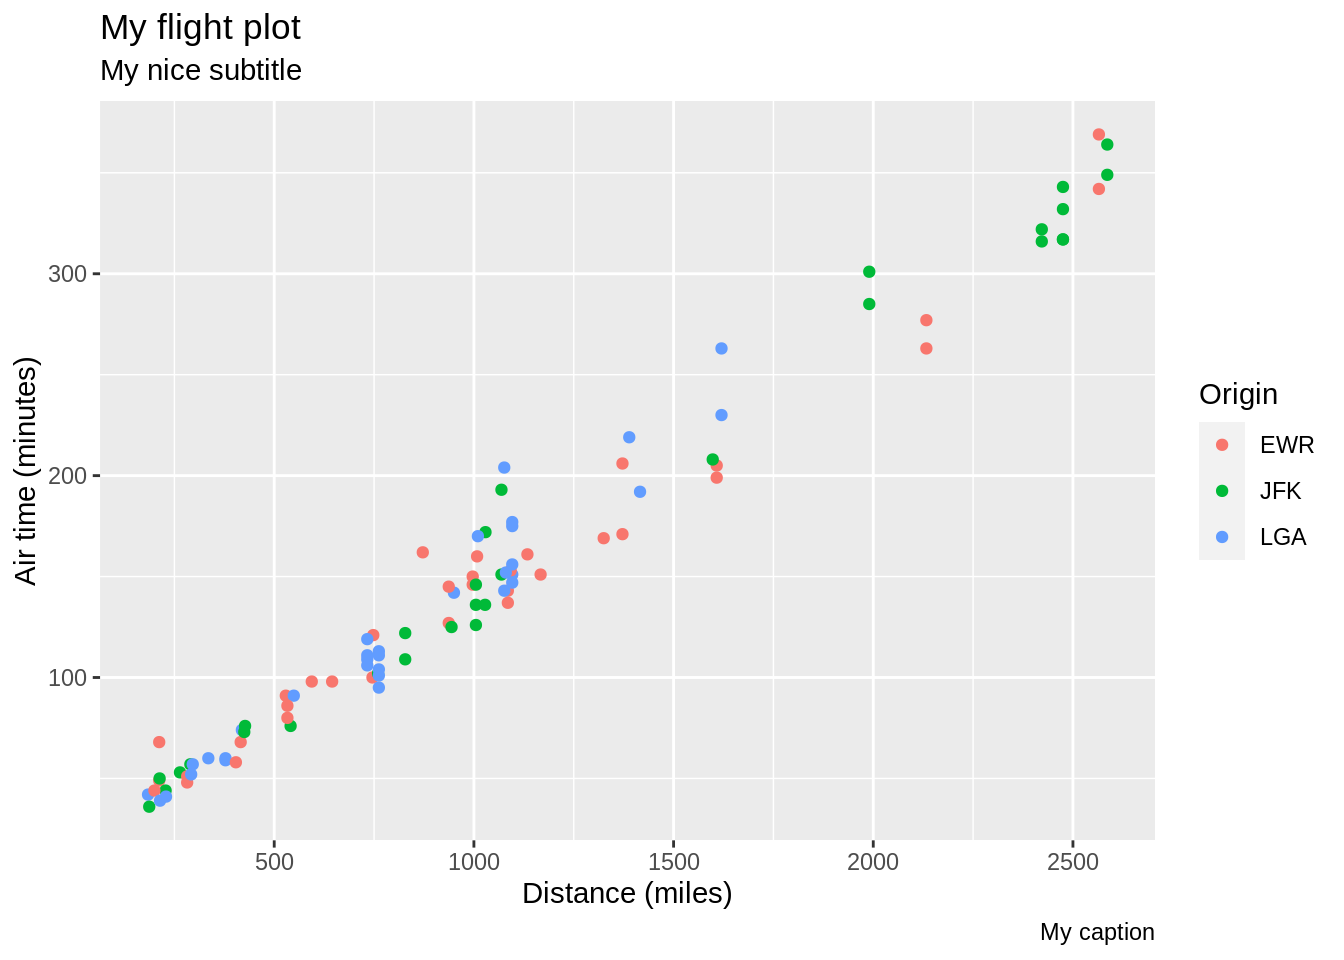 My flight plot
My nice subtitle
Air time (minutes)
300
200
100
500 1000 1500 2000 2500
Distance (miles)
My caption
Origin
EWR
JFK
LGA